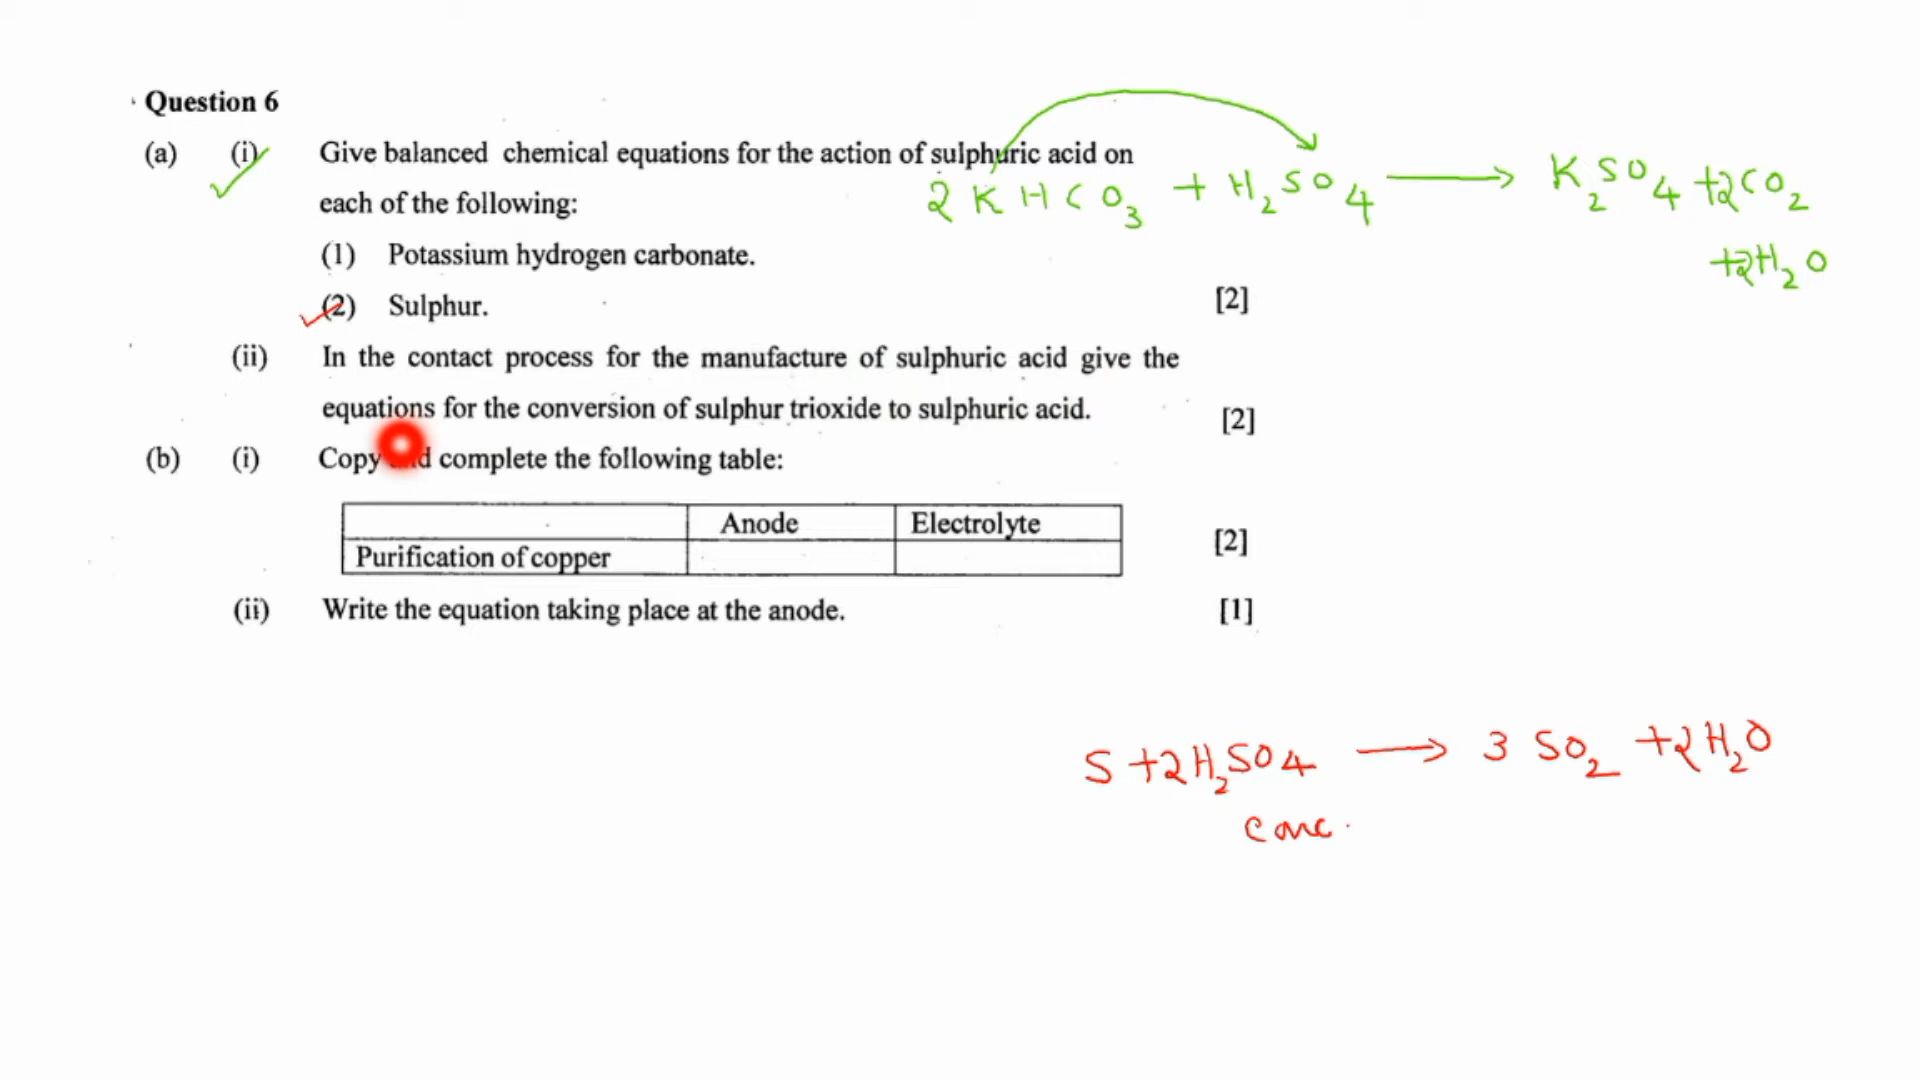 Question 6
(a) (i) Give balanced chemical equations for the action of sulphuric acid on
each of the following:
2KHCO3 + H2SO4 → K2SO4 + 2CO2
+ 2H2O
(1) Potassium hydrogen carbonate.
(2) Sulphur. [2]
(ii) In the contact process for the manufacture of sulphuric acid give the
equations for the conversion of sulphur trioxide to sulphuric acid. [2]
(b) (i) Copy and complete the following table:
Anode Electrolyte
Purification of copper [2]
(ii) Write the equation taking place at the anode. [1]
S + 2H2SO4 → 3 SO2 + 2H2O
conc.